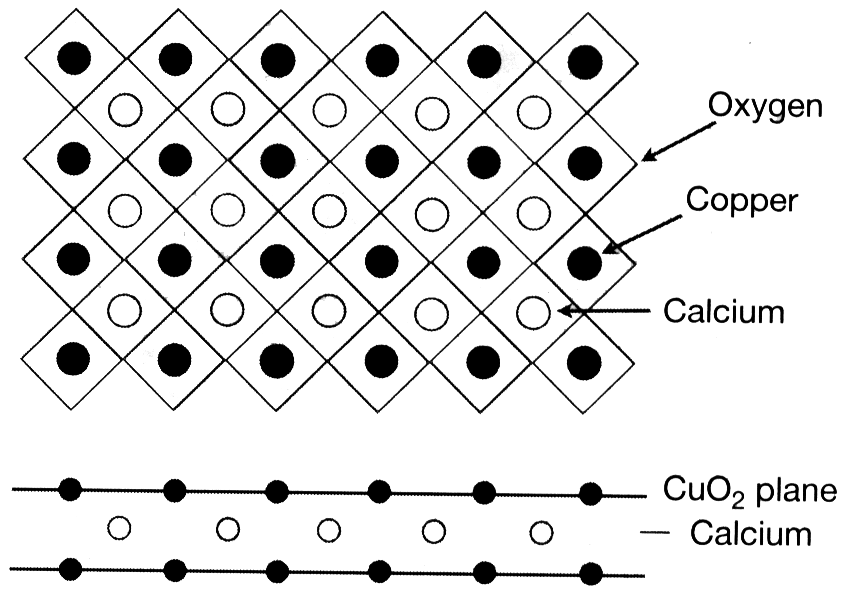 Oxygen
Copper
Calcium
CuO₂ plane
Calcium